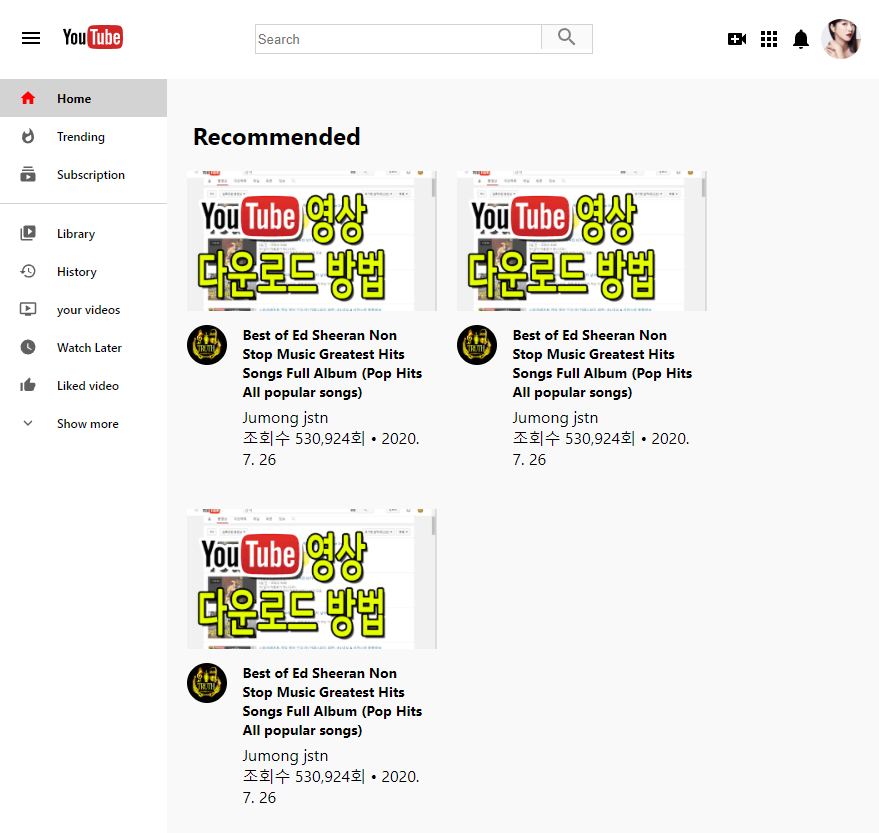 YouTube
Search
Home
Trending
Subscription
Library
History
your videos
Watch Later
Liked video
Show more
Recommended
YouTube 영상
다운로드 방법
YouTube 영상
다운로드 방법
Best of Ed Sheeran Non
Stop Music Greatest Hits
Songs Full Album (Pop Hits
All popular songs)
Jumong jstn
조회수 530,924회 • 2020.
7. 26
Best of Ed Sheeran Non
Stop Music Greatest Hits
Songs Full Album (Pop Hits
All popular songs)
Jumong jstn
조회수 530,924회 • 2020.
7. 26
YouTube 영상
다운로드 방법
TRUTH
Best of Ed Sheeran Non
Stop Music Greatest Hits
Songs Full Album (Pop Hits
All popular songs)
Jumong jstn
조회수 530,924회 • 2020.
7. 26